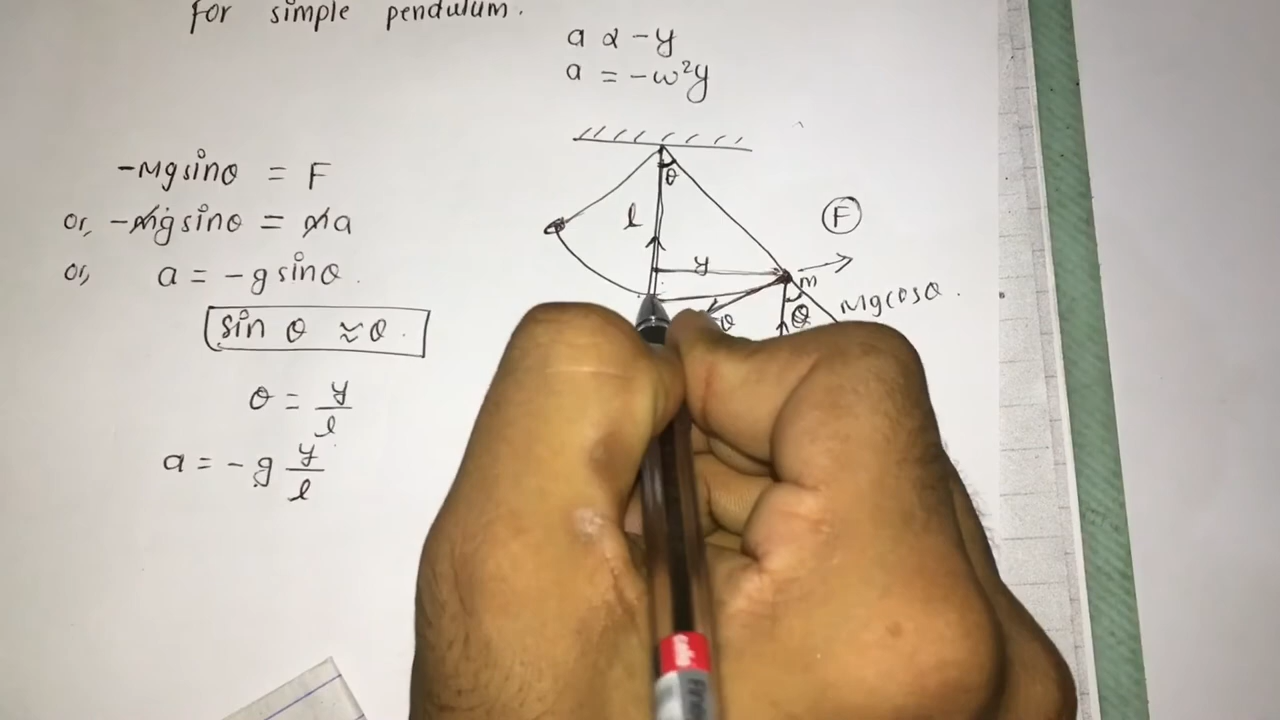 For simple pendulum.
a α -y
a = -ω²y
-Mg sinθ = F
or, -mg sinθ = ma
or, a = -g sinθ.
sin θ ≈ θ.
θ = y/l
a = -g y/l
θ
l
F
y
m
Mg cosθ.
θ
θ